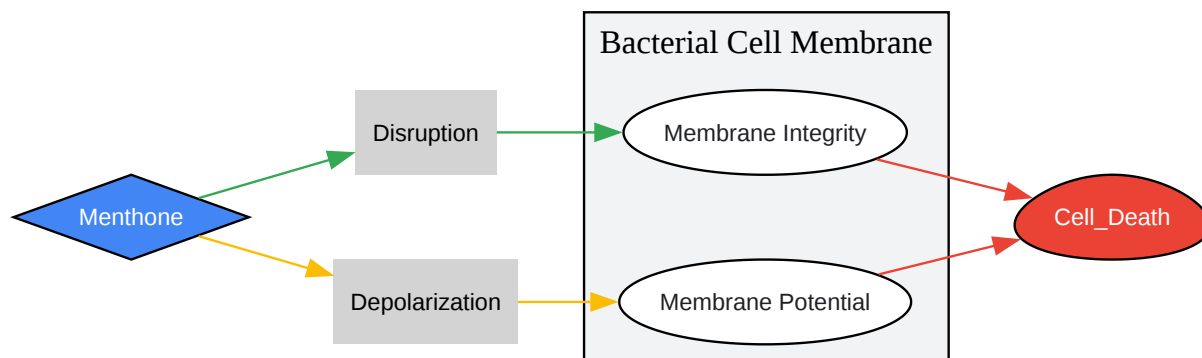 Bacterial Cell Membrane
Disruption
Membrane Integrity
Menthone
Cell_Death
Depolarization
Membrane Potential